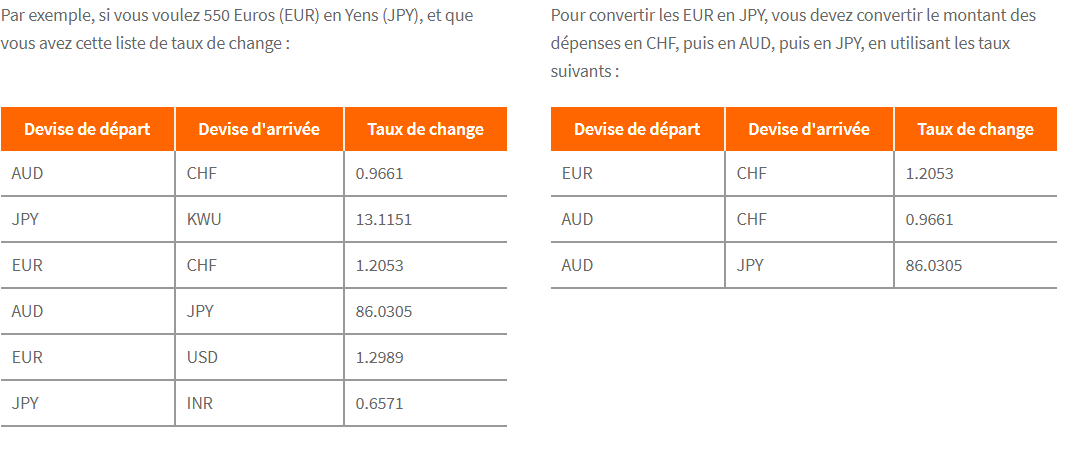 Par exemple, si vous voulez 550 Euros (EUR) en Yens (JPY), et que
vous avez cette liste de taux de change :
Devise de départ Devise d'arrivée Taux de change
AUD CHF 0.9661
JPY KWU 13.1151
EUR CHF 1.2053
AUD JPY 86.0305
EUR USD 1.2989
JPY INR 0.6571
Pour convertir les EUR en JPY, vous devez convertir le montant des
dépenses en CHF, puis en AUD, puis en JPY, en utilisant les taux
suivants :
Devise de départ Devise d'arrivée Taux de change
EUR CHF 1.2053
AUD CHF 0.9661
AUD JPY 86.0305